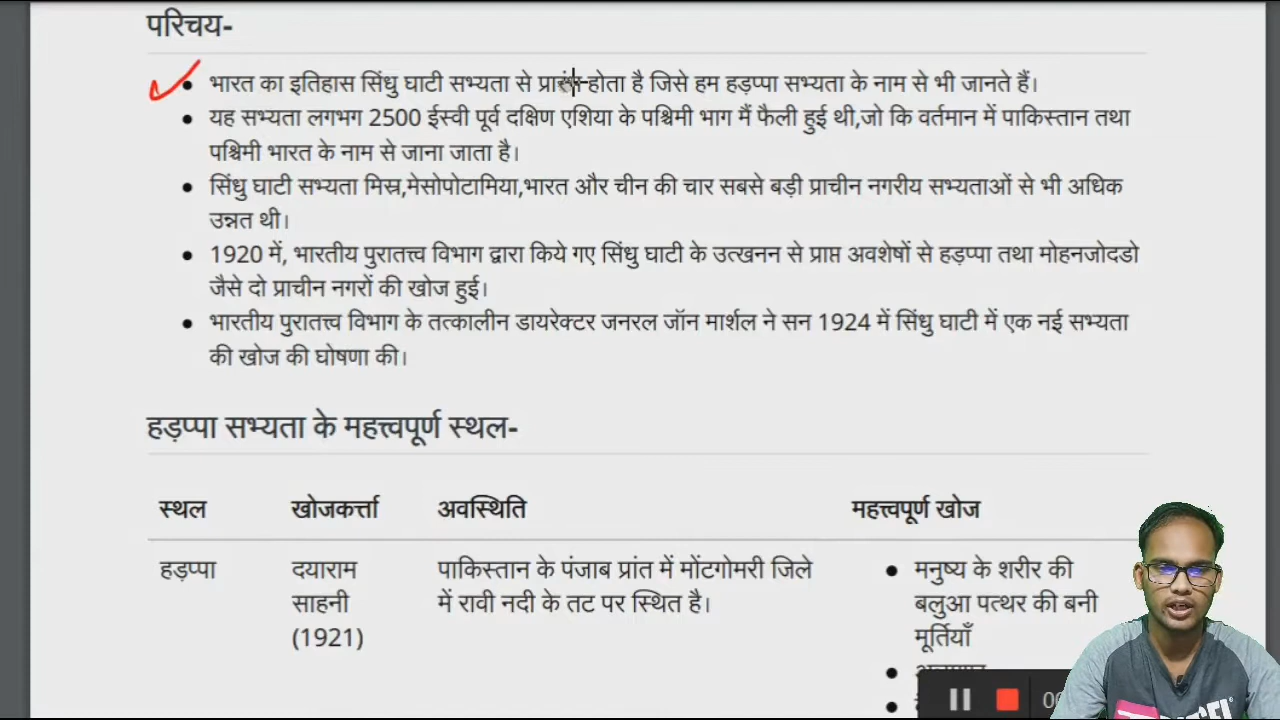 परिचय-
भारत का इतिहास सिंधु घाटी सभ्यता से प्रारंभ होता है जिसे हम हड़प्पा सभ्यता के नाम से भी जानते हैं।
यह सभ्यता लगभग 2500 ईस्वी पूर्व दक्षिण एशिया के पश्चिमी भाग मैं फैली हुई थी,जो कि वर्तमान में पाकिस्तान तथा
पश्चिमी भारत के नाम से जाना जाता है।
सिंधु घाटी सभ्यता मिस्र,मेसोपोटामिया,भारत और चीन की चार सबसे बड़ी प्राचीन नगरीय सभ्यताओं से भी अधिक
उन्नत थी।
1920 में, भारतीय पुरातत्त्व विभाग द्वारा किये गए सिंधु घाटी के उत्खनन से प्राप्त अवशेषों से हड़प्पा तथा मोहनजोदडो
जैसे दो प्राचीन नगरों की खोज हुई।
भारतीय पुरातत्त्व विभाग के तत्कालीन डायरेक्टर जनरल जॉन मार्शल ने सन 1924 में सिंधु घाटी में एक नई सभ्यता
की खोज की घोषणा की।
हड़प्पा सभ्यता के महत्त्वपूर्ण स्थल-
स्थल खोजकर्त्ता अवस्थिति महत्त्वपूर्ण खोज
हड़प्पा दयाराम पाकिस्तान के पंजाब प्रांत में मोंटगोमरी जिले मनुष्य के शरीर की
साहनी में रावी नदी के तट पर स्थित है। बलुआ पत्थर की बनी
(1921) मूर्तियाँ